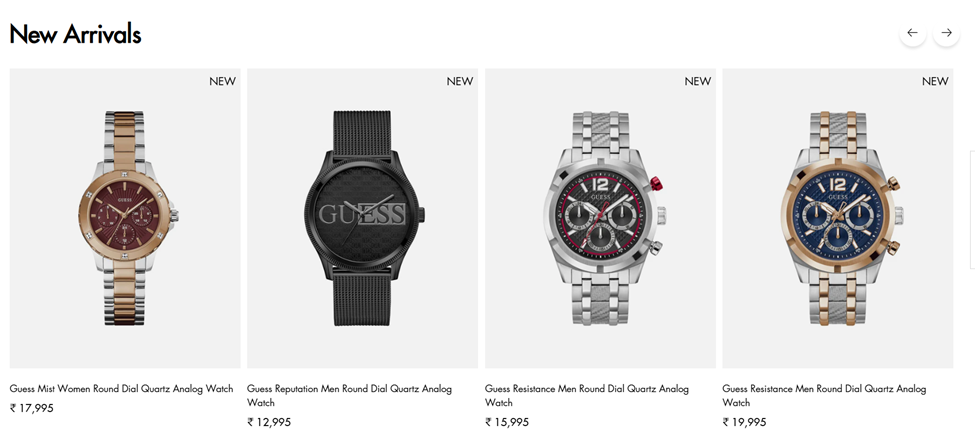 New Arrivals
NEW
NEW
NEW
NEW
GUESS
GUESS
12
GUESS
12
GUESS
Guess Mist Women Round Dial Quartz Analog Watch
₹ 17,995
Guess Reputation Men Round Dial Quartz Analog
Watch
₹ 12,995
Guess Resistance Men Round Dial Quartz Analog
Watch
₹ 15,995
Guess Resistance Men Round Dial Quartz Analog
Watch
₹ 19,995